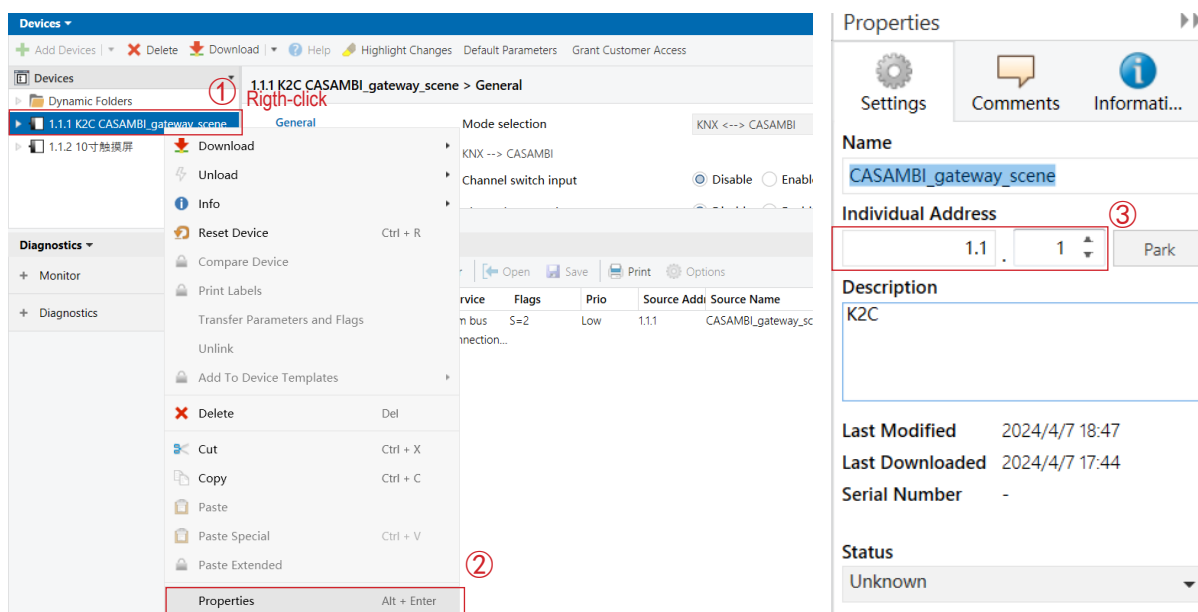 Devices
Add Devices Delete Download Help Highlight Changes Default Parameters Grant Customer Access
Devices
Dynamic Folders
1.1.1 K2C CASAMBI_gateway_scene
1.1.2 10寸触摸屏
① Rigth-click
1.1.1 K2C CASAMBI_gateway_scene > General
General
Mode selection KNX <--> CASAMBI
KNX --> CASAMBI
Channel switch input Disable Enabl
Diagnostics
+ Monitor
+ Diagnostics
Download
Unload
Info
Reset Device Ctrl + R
Compare Device
Print Labels
Transfer Parameters and Flags
Unlink
Add To Device Templates
Delete Del
Cut Ctrl + X
Copy Ctrl + C
Paste
Paste Special Ctrl + V
Paste Extended
②
Properties Alt + Enter
Open Save Print Options
rvice Flags Prio Source Addr Source Name
m bus S=2 Low 1.1.1 CASAMBI_gateway_sc
nnection...
Properties
Settings Comments Informati...
Name
CASAMBI_gateway_scene
Individual Address
③
1.1 . 1 Park
Description
K2C
Last Modified 2024/4/7 18:47
Last Downloaded 2024/4/7 17:44
Serial Number -
Status
Unknown